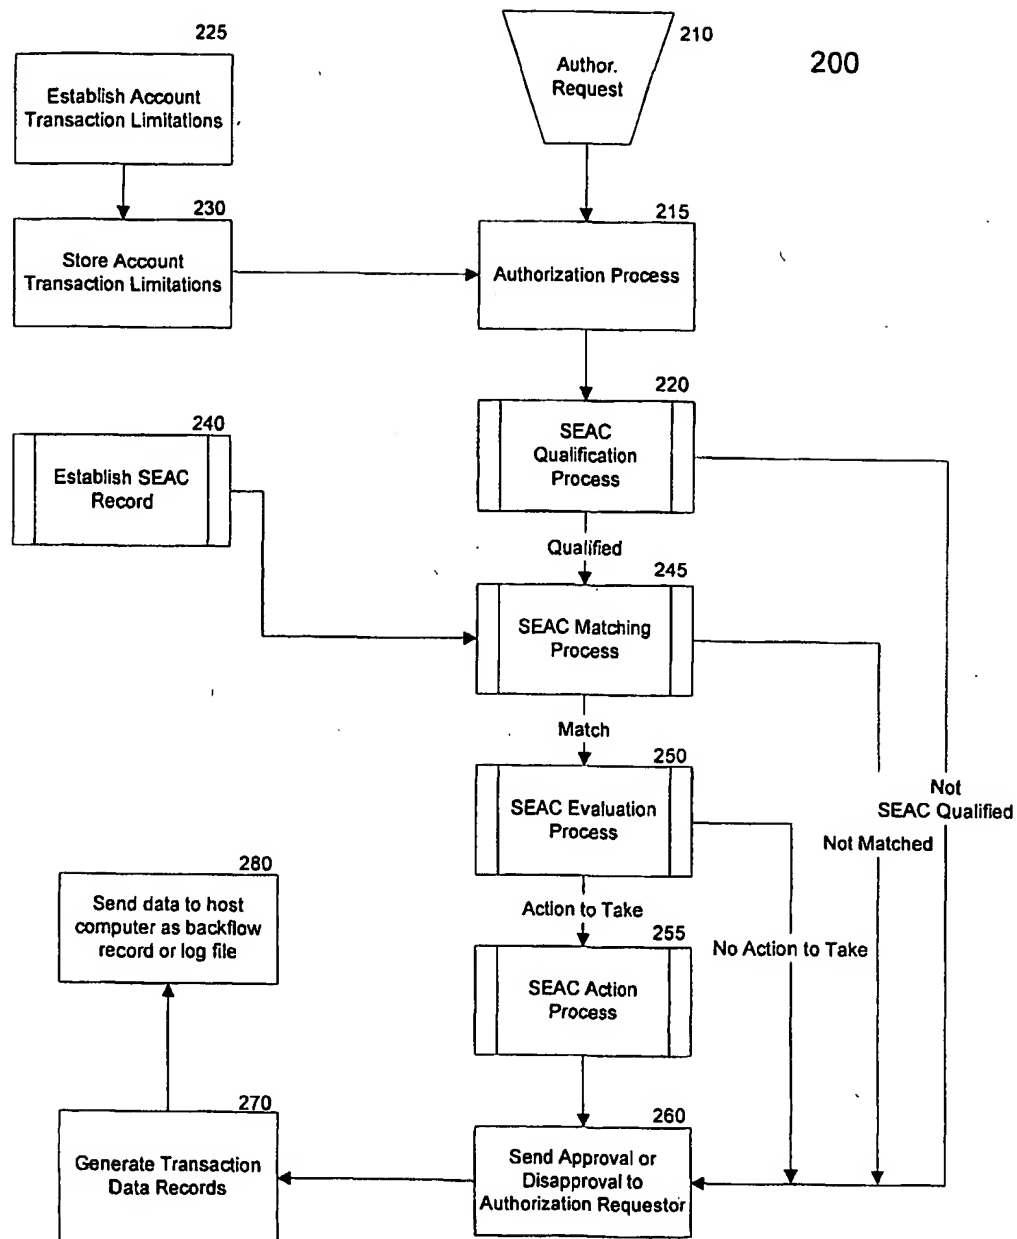 225
Establish Account
Transaction Limitations
210
Author.
Request
200
230
Store Account
Transaction Limitations
215
Authorization Process
220
SEAC
Qualification
Process
240
Establish SEAC
Record
Qualified
245
SEAC Matching
Process
Match
250
SEAC Evaluation
Process
Not
SEAC Qualified
Not Matched
280
Send data to host
computer as backflow
record or log file
Action to Take
No Action to Take
255
SEAC Action
Process
270
Generate Transaction
Data Records
260
Send Approval or
Disapproval to
Authorization Requestor